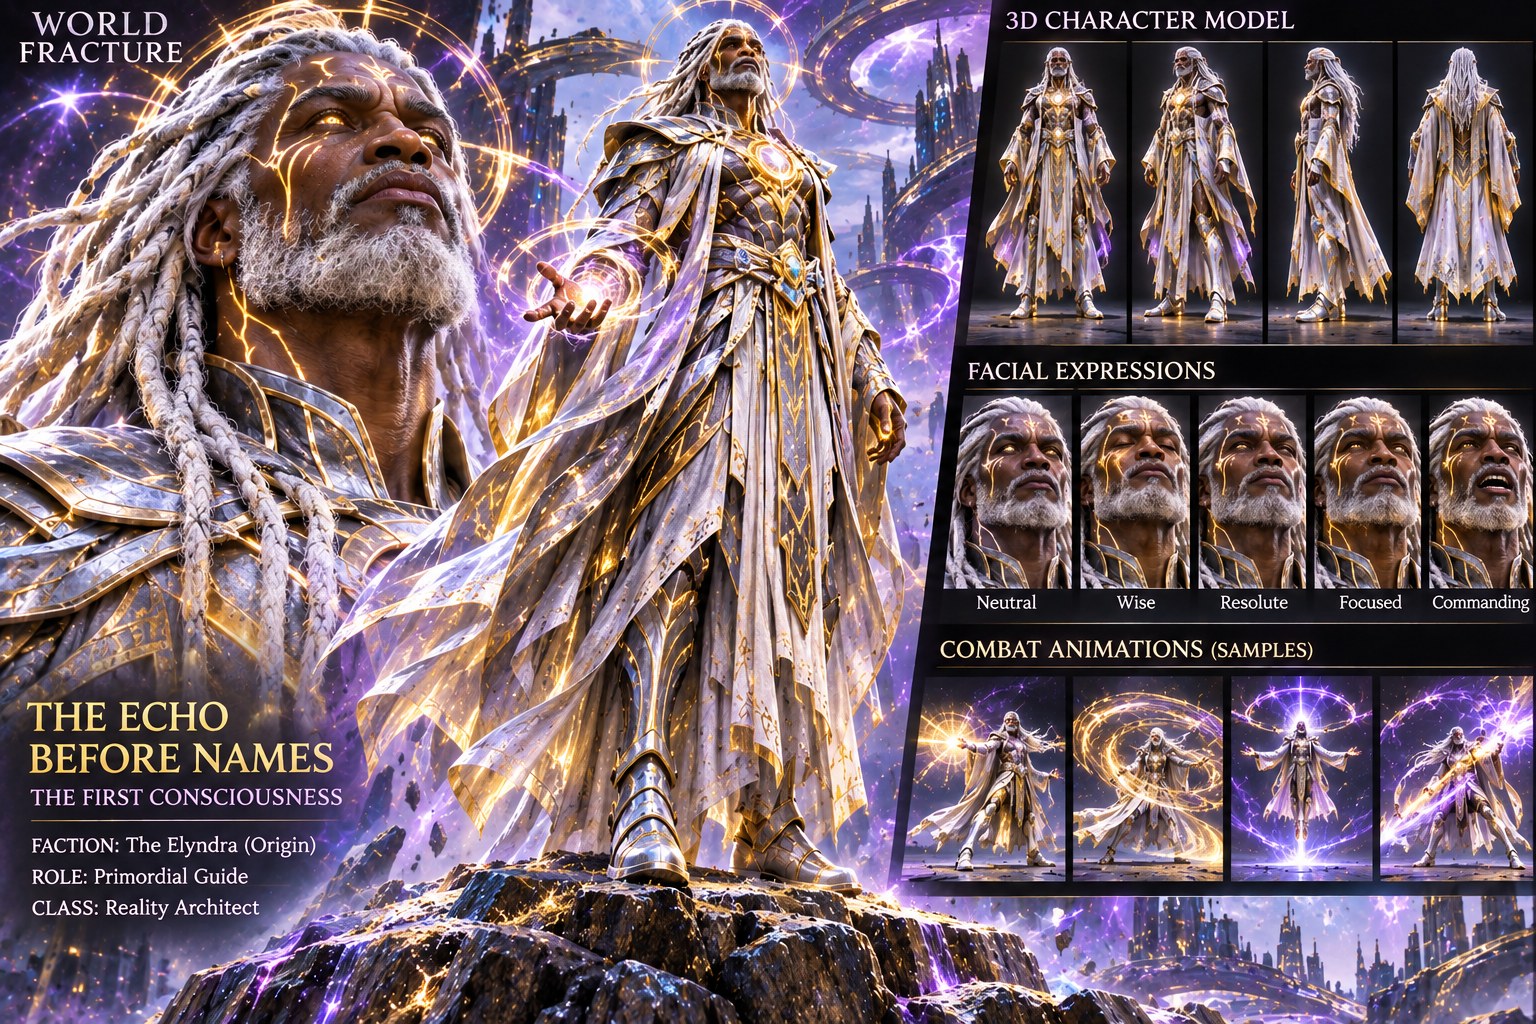 WORLD
FRACTURE
THE ECHO
BEFORE NAMES
THE FIRST CONSCIOUSNESS
FACTION: The Elyndra (Origin)
ROLE: Primordial Guide
CLASS: Reality Architect
3D CHARACTER MODEL
FACIAL EXPRESSIONS
Neutral
Wise
Resolute
Focused
Commanding
COMBAT ANIMATIONS (SAMPLES)